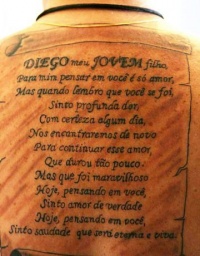 DIEGO meu JOVEM filho,
Para mim pensar em você é só amor,
Mas quando lembro que você se foi,
Sinto profunda dor,
Com certeza algum dia,
Nos encontraremos de novo
Para continuar esse amor,
Que durou tão pouco.
Mas que foi maravilhoso
Hoje, pensando em você,
Sinto amor de verdade
Hoje, pensando em você,
Sinto saudade que será eterna e viva.